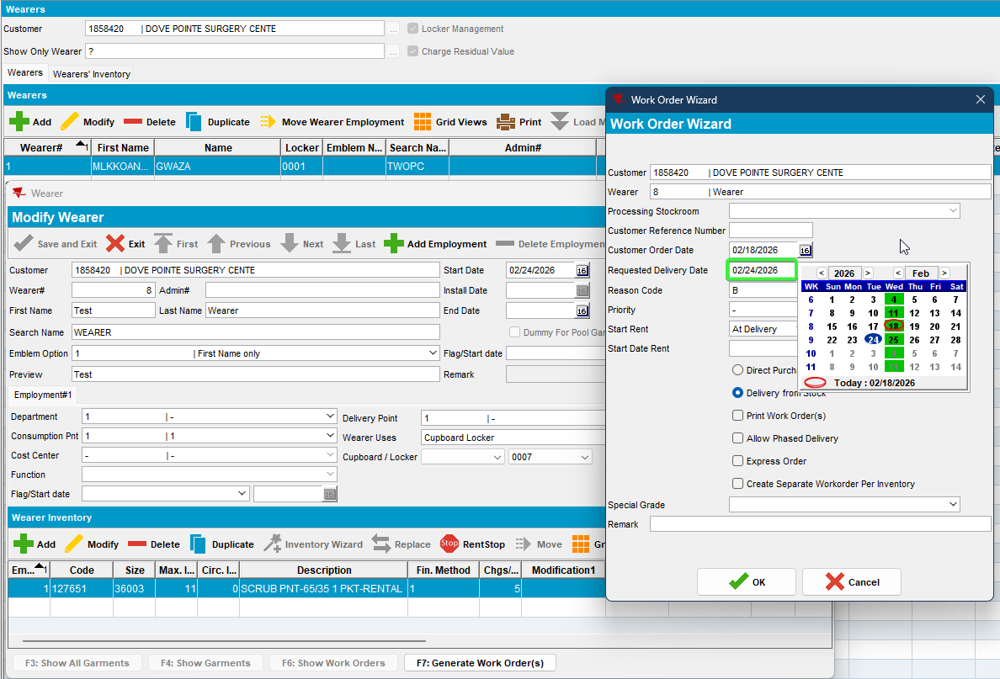 Wearers
Customer 1858420 | DOVE POINTE SURGERY CENTE ... Locker Management
Show Only Wearer ? ... Charge Residual Value
Wearers Wearers' Inventory
Wearers
Add Modify Delete Duplicate Move Wearer Employment Grid Views Print Load M
Wearer# 1 First Name Name Locker Emblem N... Search Na... Admin#
1 MLKKOAN... GWAZA 0001 TWOPC
Wearer
Modify Wearer
Save and Exit Exit First Previous Next Last Add Employment Delete Employmen
Customer 1858420 | DOVE POINTE SURGERY CENTE Start Date 02/24/2026 16
Wearer# 8 Admin# Install Date 16
First Name Test Last Name Wearer End Date 16
Search Name WEARER Dummy For Pool Gar
Emblem Option 1 | First Name only Flag/Start date
Preview Test Remark
Employment#1
Department 1 | - Delivery Point 1 | -
Consumption Pnt 1 | 1 Wearer Uses Cupboard Locker
Cost Center - | - Cupboard / Locker 0007
Function
Flag/Start date 16
Wearer Inventory
Add Modify Delete Duplicate Inventory Wizard Replace Stop RentStop Move Gr
Em... 1 Code Size Max. I... Circ. I... Description Fin. Method Chgs/... Modification1
1 127651 36003 11 0 SCRUB PNT-65/35 1 PKT-RENTAL 1 5
F3: Show All Garments F4: Show Garments F6: Show Work Orders F7: Generate Work Order(s)
Work Order Wizard
Work Order Wizard
Customer 1858420 | DOVE POINTE SURGERY CENTE
Wearer 8 | Wearer
Processing Stockroom
Customer Reference Number
Customer Order Date 02/18/2026 16
Requested Delivery Date 02/24/2026
Reason Code B
Priority -
Start Rent At Delivery
Start Date Rent
Direct Purch
Delivery from Stock
Print Work Order(s)
Allow Phased Delivery
Express Order
Create Separate Workorder Per Inventory
Special Grade
Remark
OK Cancel
< 2026 > < Feb >
WK Sun Mon Tue Wed Thu Fri Sat
6 1 2 3 4 5 6 7
7 8 9 10 11 12 13 14
8 15 16 17 18 19 20 21
9 22 23 24 25 26 27 28
10 1 2 3 4 5 6 7
11 8 9 10 11 12 13 14
Today : 02/18/2026